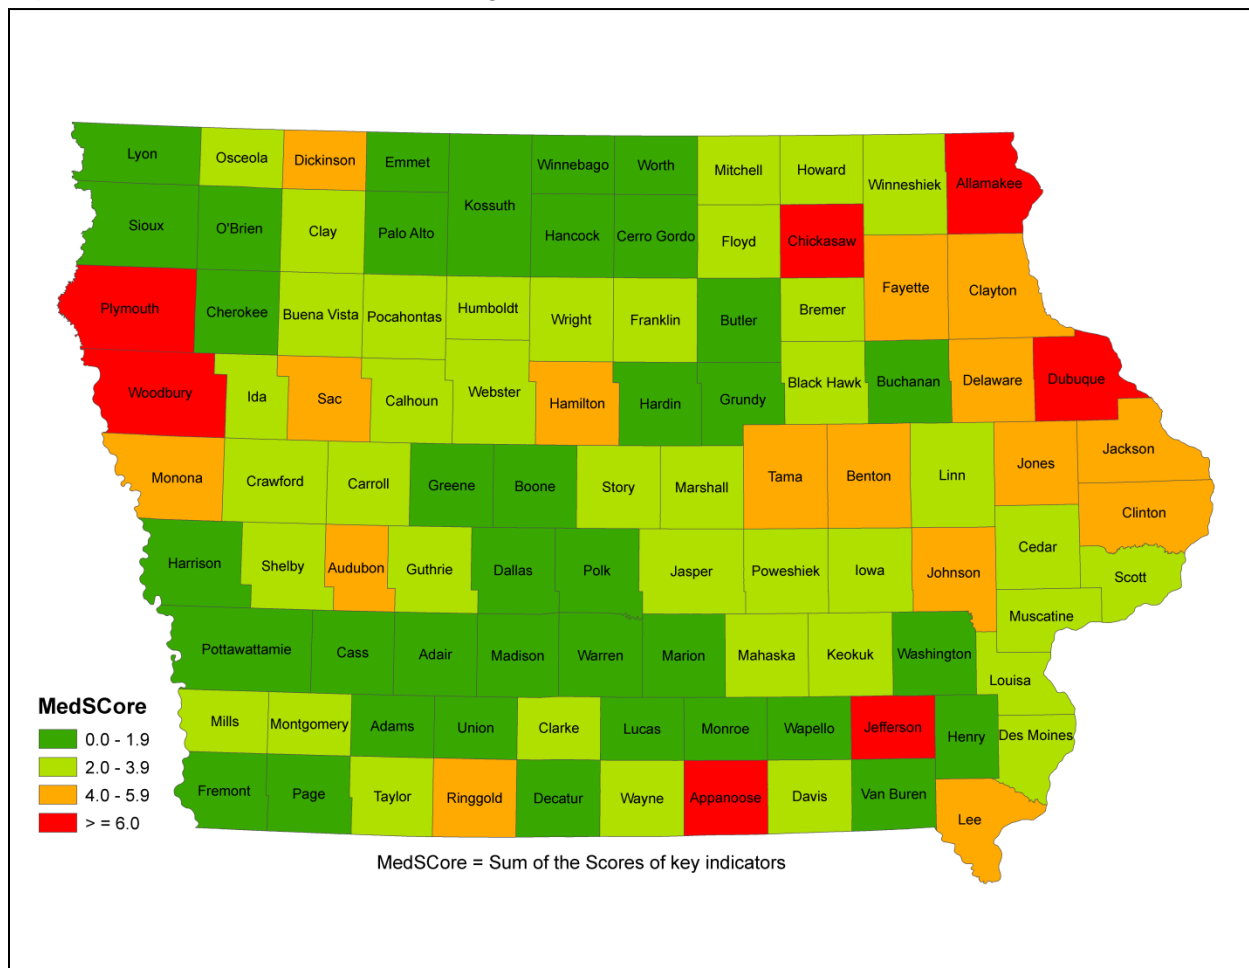 Lyon
Osceola
Dickinson
Emmet
Kossuth
Winnebago
Worth
Mitchell
Howard
Winneshiek
Allamakee
Sioux
O'Brien
Clay
Palo Alto
Hancock
Cerro Gordo
Floyd
Chickasaw
Fayette
Clayton
Plymouth
Cherokee
Buena Vista
Pocahontas
Humboldt
Wright
Franklin
Butler
Bremer
Woodbury
Ida
Sac
Calhoun
Webster
Hamilton
Hardin
Grundy
Black Hawk
Buchanan
Delaware
Dubuque
Monona
Crawford
Carroll
Greene
Boone
Story
Marshall
Tama
Benton
Linn
Jones
Jackson
Clinton
Harrison
Shelby
Audubon
Guthrie
Dallas
Polk
Jasper
Poweshiek
Iowa
Johnson
Cedar
Scott
Muscatine
Pottawattamie
Cass
Adair
Madison
Warren
Marion
Mahaska
Keokuk
Washington
Louisa
Mills
Montgomery
Adams
Union
Clarke
Lucas
Monroe
Wapello
Jefferson
Henry
Des Moines
Fremont
Page
Taylor
Ringgold
Decatur
Wayne
Appanoose
Davis
Van Buren
Lee
MedSCore
0.0 - 1.9
2.0 - 3.9
4.0 - 5.9
> = 6.0
MedSCore = Sum of the Scores of key indicators